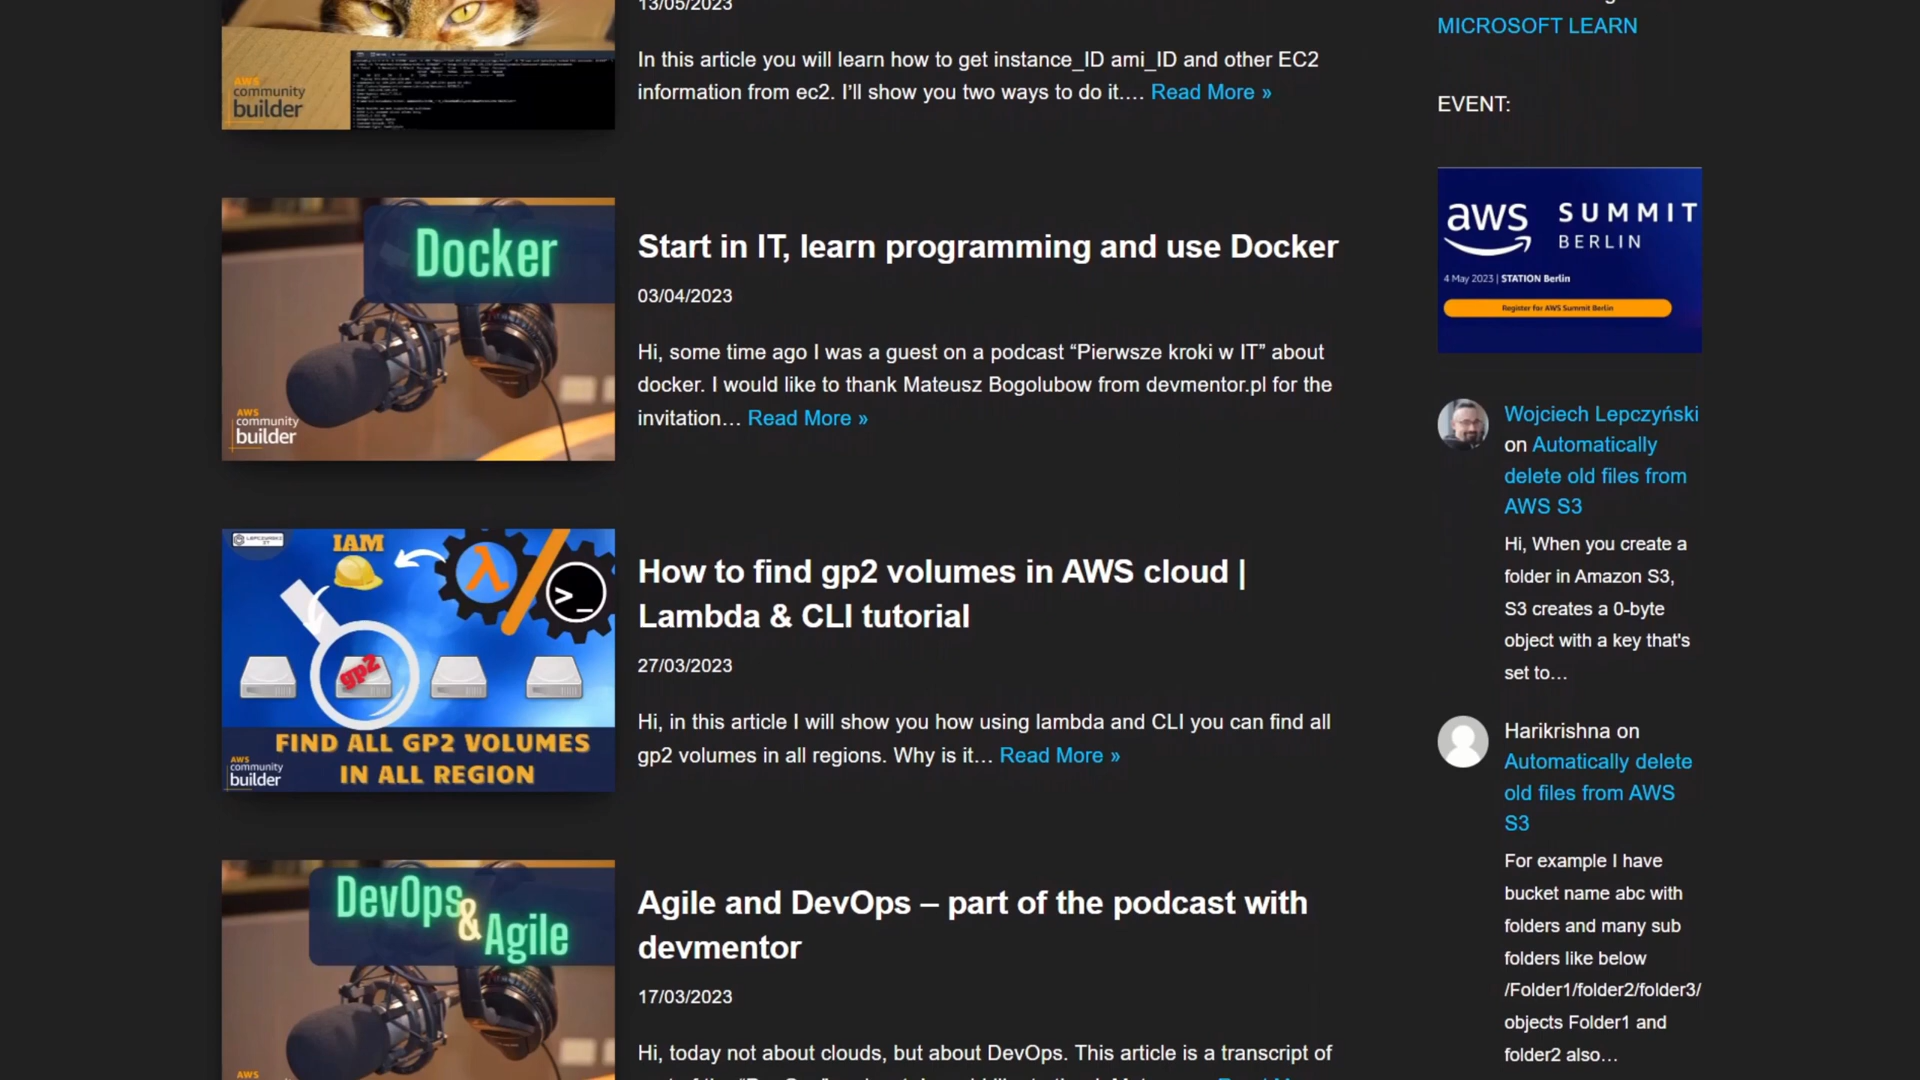 13/05/2023
In this article you will learn how to get instance_ID ami_ID and other EC2
information from ec2. I'll show you two ways to do it.... Read More »
AWS
community
builder
Docker
AWS
community
builder
Start in IT, learn programming and use Docker
03/04/2023
Hi, some time ago I was a guest on a podcast “Pierwsze kroki w IT” about
docker. I would like to thank Mateusz Bogolubow from devmentor.pl for the
invitation… Read More »
IAM
>_
gp2
FIND ALL GP2 VOLUMES
IN ALL REGION
AWS
community
builder
How to find gp2 volumes in AWS cloud |
Lambda & CLI tutorial
27/03/2023
Hi, in this article I will show you how using lambda and CLI you can find all
gp2 volumes in all regions. Why is it… Read More »
DevOps
&
Agile
AWS
Agile and DevOps – part of the podcast with
devmentor
17/03/2023
Hi, today not about clouds, but about DevOps. This article is a transcript of
MICROSOFT LEARN
EVENT:
aws SUMMIT
BERLIN
4 May 2023 | STATION Berlin
Register for AWS Summit Berlin
Wojciech Lepczyński
on Automatically
delete old files from
AWS S3
Hi, When you create a
folder in Amazon S3,
S3 creates a 0-byte
object with a key that's
set to…
Harikrishna on
Automatically delete
old files from AWS
S3
For example I have
bucket name abc with
folders and many sub
folders like below
/Folder1/folder2/folder3/
objects Folder1 and
folder2 also…